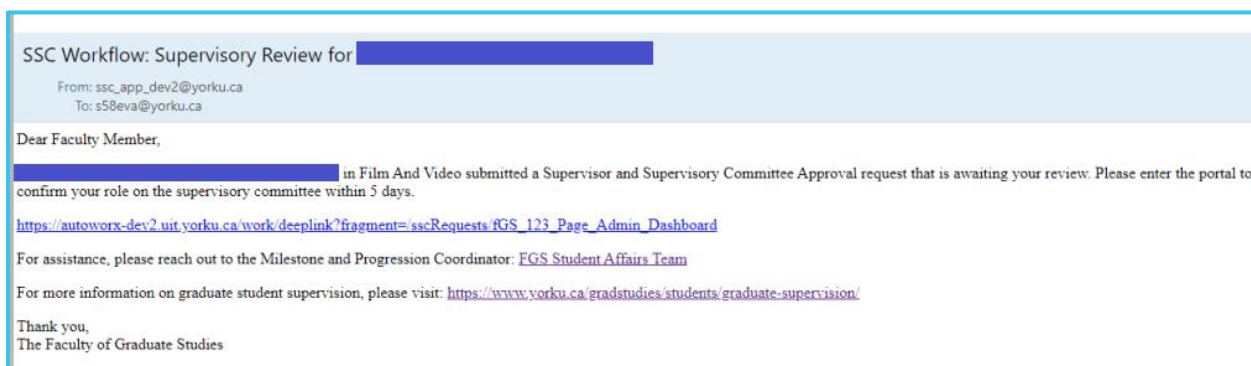 SSC Workflow: Supervisory Review for
From: ssc_app_dev2@yorku.ca
To: s58eva@yorku.ca
Dear Faculty Member,
in Film And Video submitted a Supervisor and Supervisory Committee Approval request that is awaiting your review. Please enter the portal to
confirm your role on the supervisory committee within 5 days.
https://autoworx-dev2.uit.yorku.ca/work/deeplink?fragment=/sscRequests/fGS_123_Page_Admin_Dashboard
For assistance, please reach out to the Milestone and Progression Coordinator: FGS Student Affairs Team
For more information on graduate student supervision, please visit: https://www.yorku.ca/gradstudies/students/graduate-supervision/
Thank you,
The Faculty of Graduate Studies